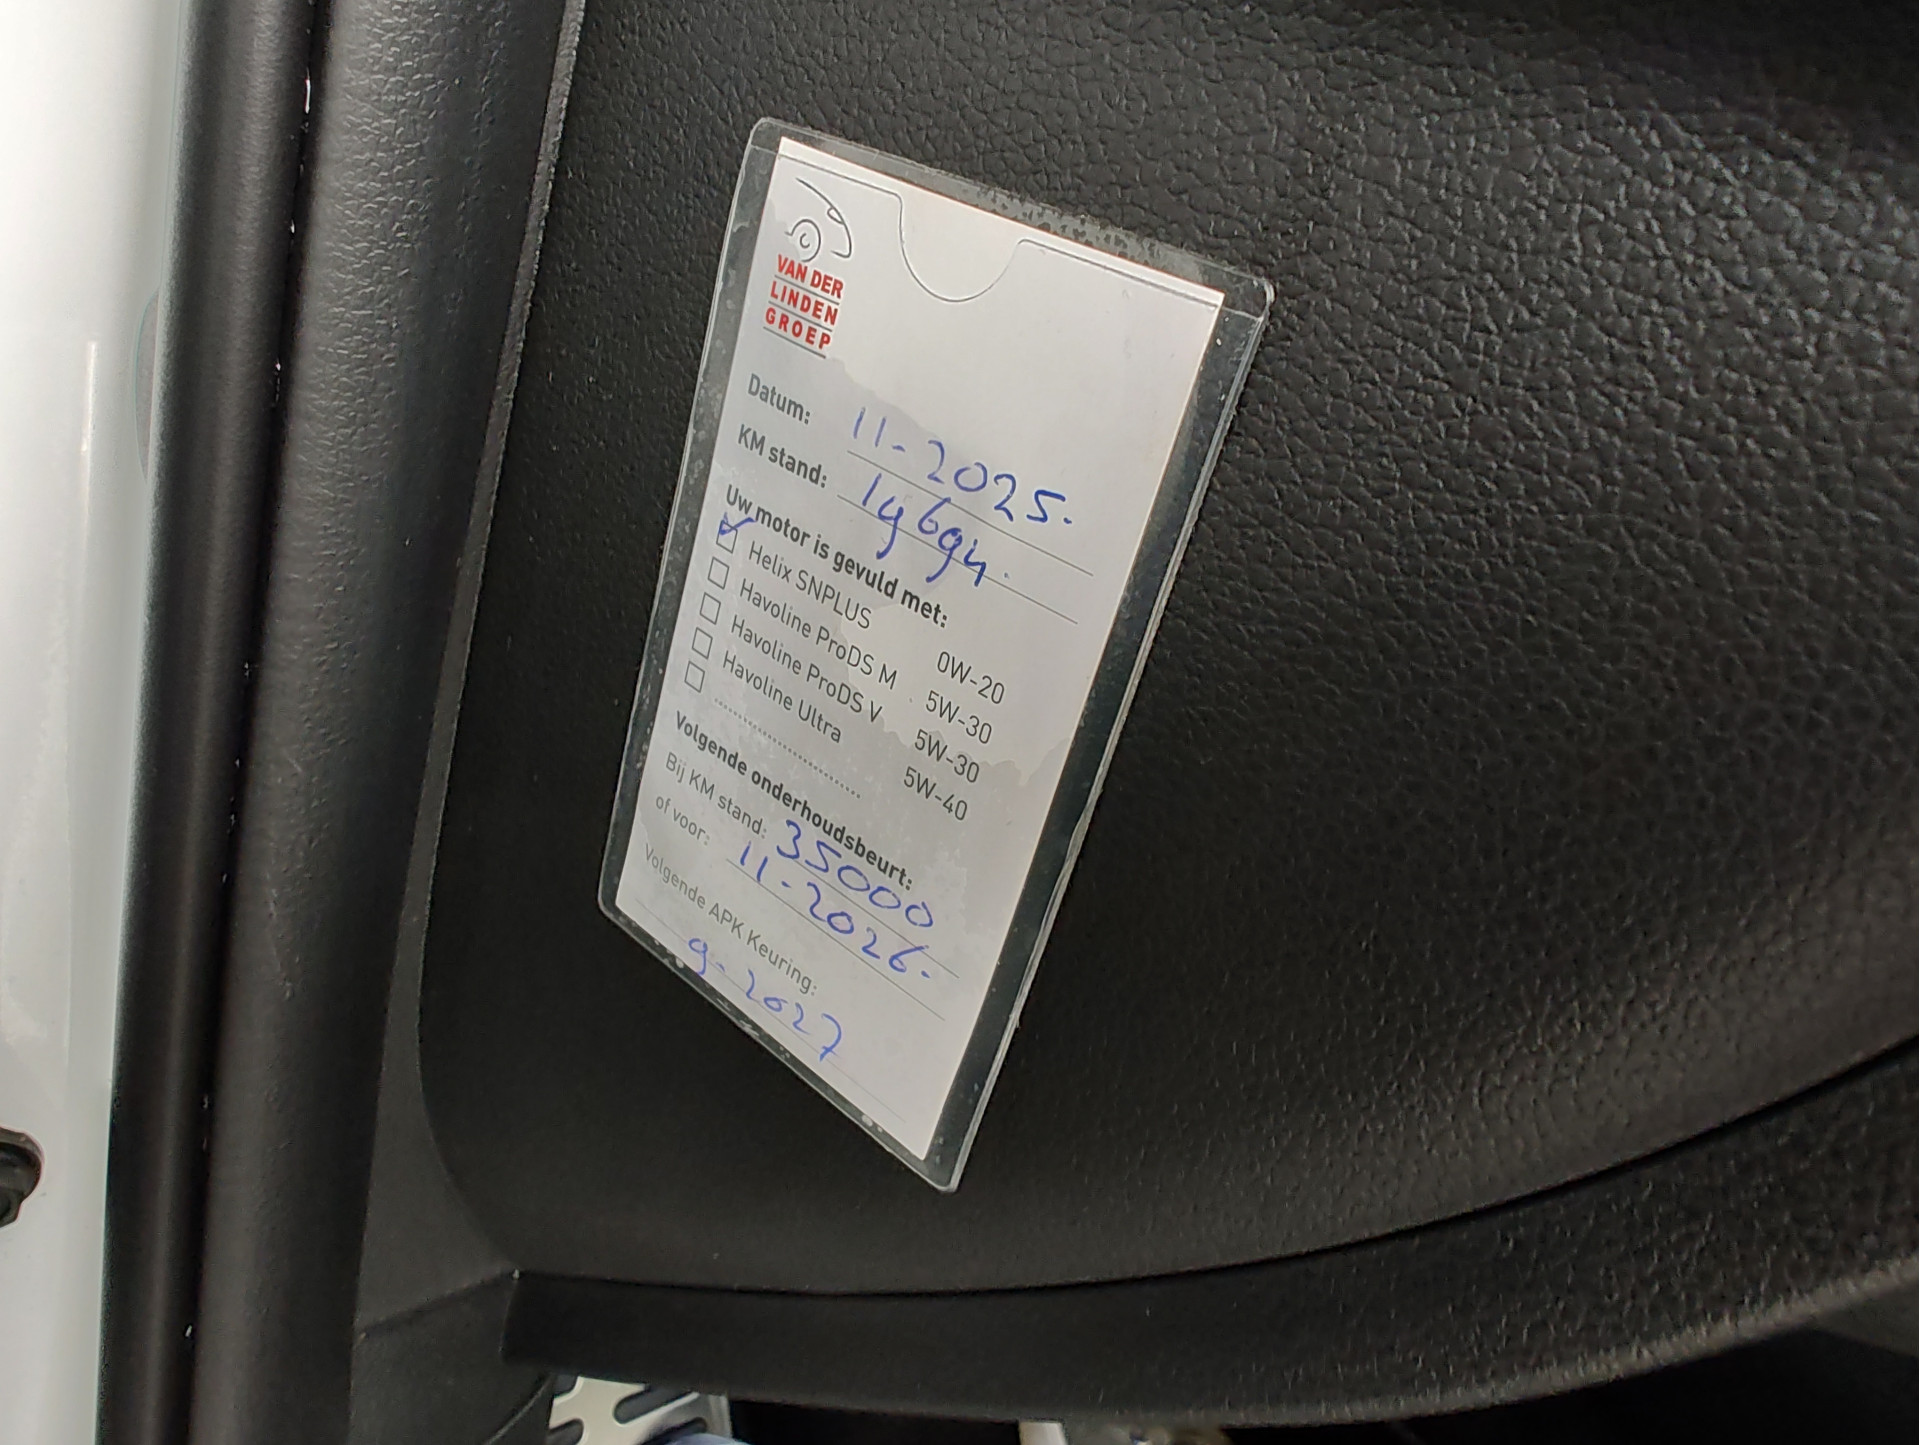 VAN DER
LINDEN
GROEP
Datum: 11-2025.
KM stand: 19694.
Uw motor is gevuld met:
Helix SNPLUS 0W-20
Havoline ProDS M 5W-30
Havoline ProDS V 5W-30
Havoline Ultra 5W-40
....................
Volgende onderhoudsbeurt:
Bij KM stand: 35000
of voor: 11-2026.
Volgende APK Keuring:
9-2027